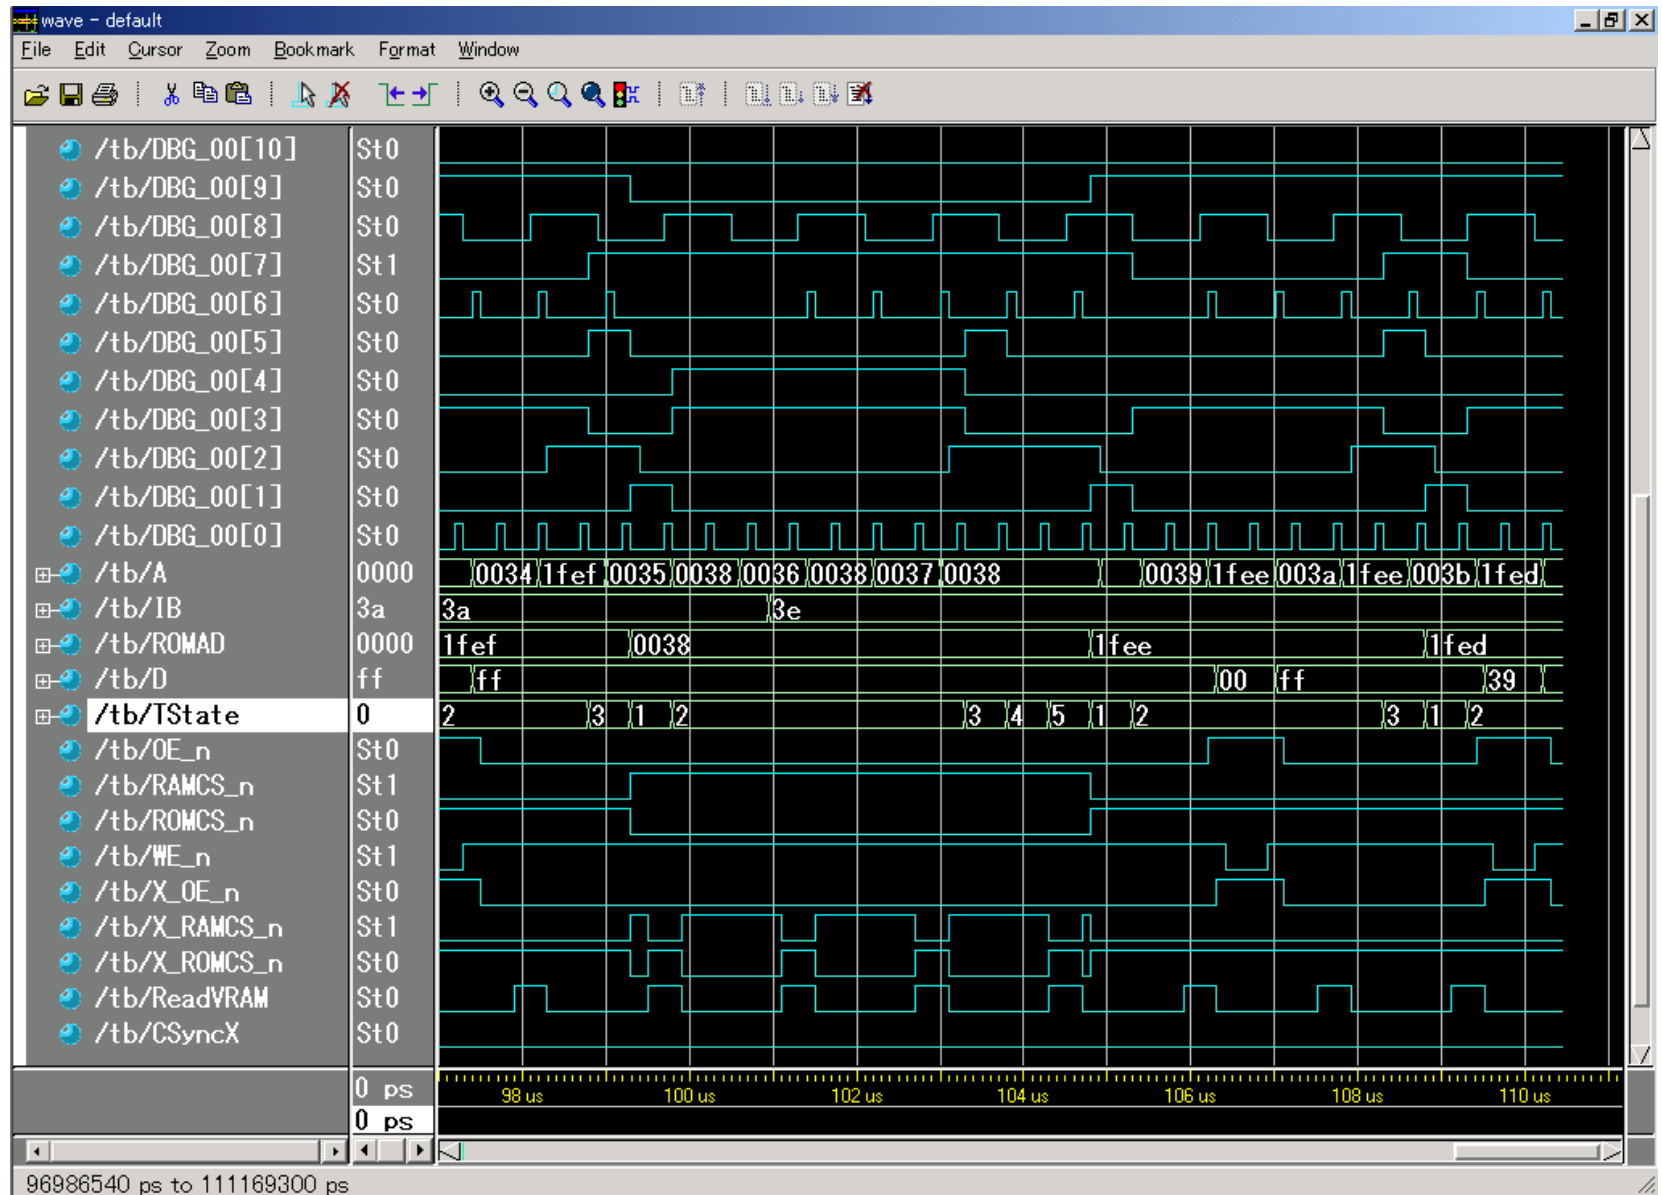 wave - default
File Edit Cursor Zoom Bookmark Format Window
/tb/DBG_00[10] St0
/tb/DBG_00[9] St0
/tb/DBG_00[8] St0
/tb/DBG_00[7] St1
/tb/DBG_00[6] St0
/tb/DBG_00[5] St0
/tb/DBG_00[4] St0
/tb/DBG_00[3] St0
/tb/DBG_00[2] St0
/tb/DBG_00[1] St0
/tb/DBG_00[0] St0
/tb/A 0000 0034 1fef 0035 0038 0036 0038 0037 0038 0039 1fee 003a 1fee 003b 1fed
/tb/IB 3a 3a 3e
/tb/ROMAD 0000 1fef 0038 1fee 1fed
/tb/D ff ff 00 ff 39
/tb/TState 0 2 3 1 2 3 4 5 1 2 3 1 2
/tb/OE_n St0
/tb/RAMCS_n St1
/tb/ROMCS_n St0
/tb/WE_n St1
/tb/X_OE_n St0
/tb/X_RAMCS_n St1
/tb/X_ROMCS_n St0
/tb/ReadVRAM St0
/tb/CSyncX St0
0 ps 98 us 100 us 102 us 104 us 106 us 108 us 110 us
0 ps
96986540 ps to 111169300 ps